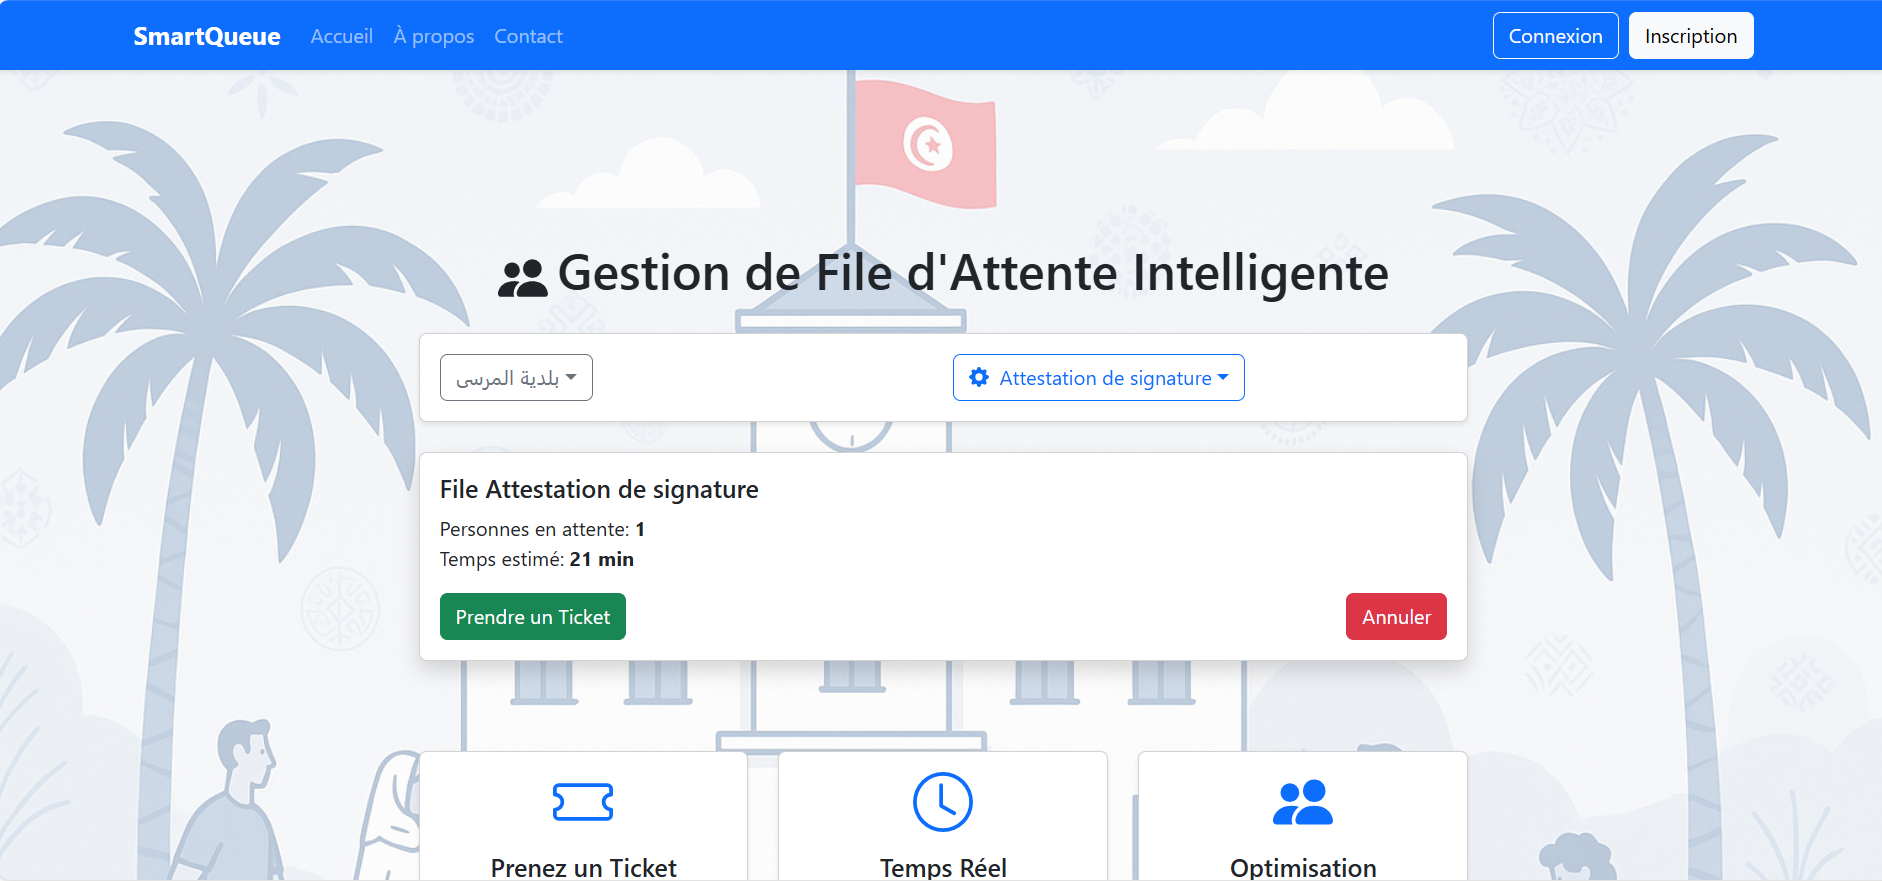 SmartQueue Accueil À propos Contact Connexion Inscription
Gestion de File d'Attente Intelligente
بلدية المرسى Attestation de signature
File Attestation de signature
Personnes en attente: 1
Temps estimé: 21 min
Prendre un Ticket Annuler
Prenez un Ticket Temps Réel Optimisation